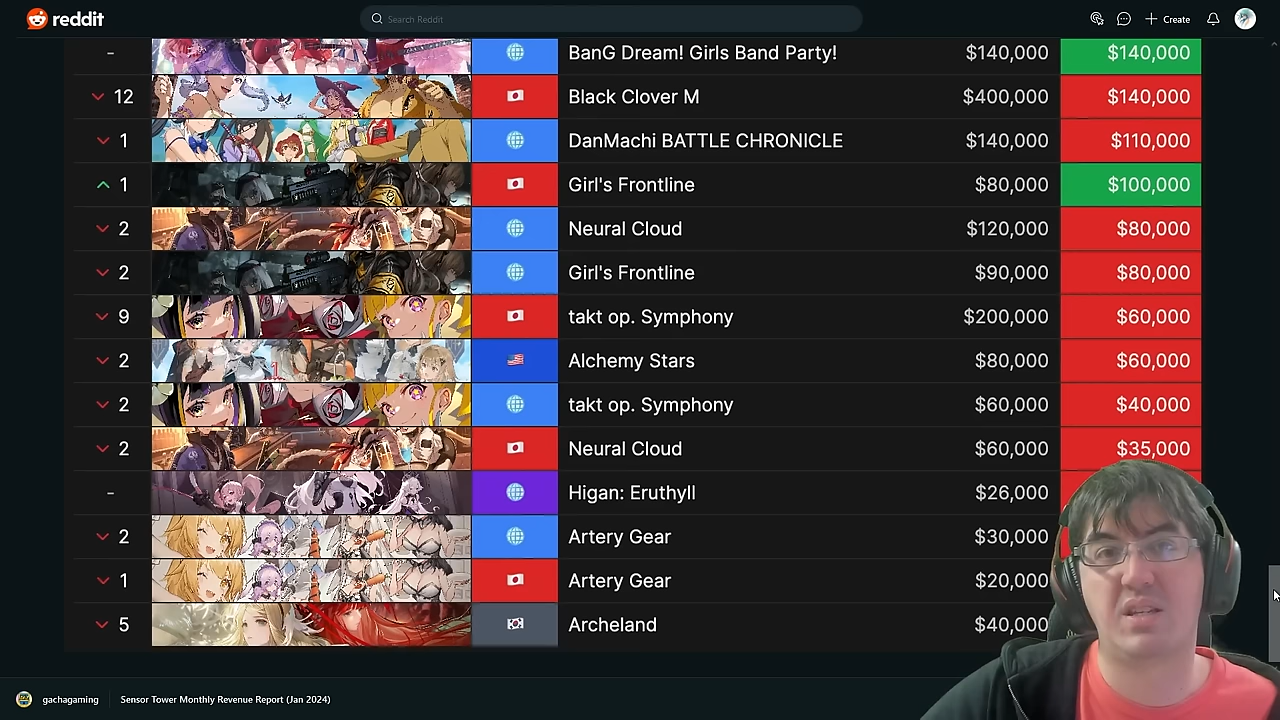 reddit
Search Reddit
Create
- BanG Dream! Girls Band Party! $140,000 $140,000
12 Black Clover M $400,000 $140,000
1 DanMachi BATTLE CHRONICLE $140,000 $110,000
1 Girl's Frontline $80,000 $100,000
2 Neural Cloud $120,000 $80,000
2 Girl's Frontline $90,000 $80,000
9 takt op. Symphony $200,000 $60,000
2 Alchemy Stars $80,000 $60,000
2 takt op. Symphony $60,000 $40,000
2 Neural Cloud $60,000 $35,000
- Higan: Eruthyll $26,000
2 Artery Gear $30,000
1 Artery Gear $20,000
5 Archeland $40,000
gachagaming Sensor Tower Monthly Revenue Report (Jan 2024)